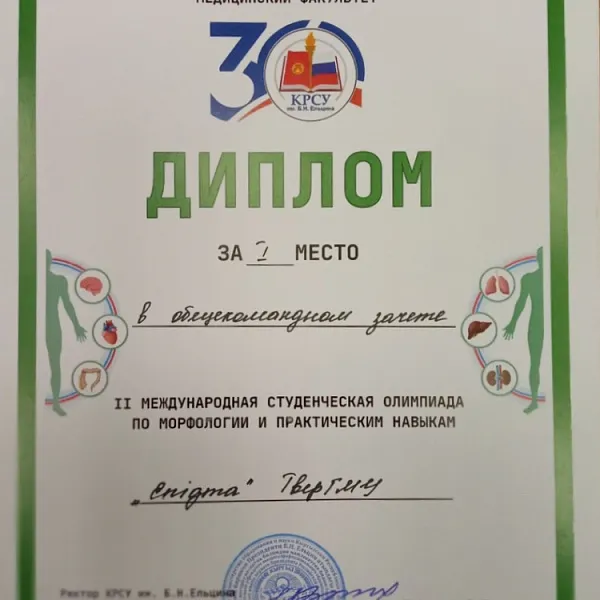 МЕДИЦИНСКИЙ ФАКУЛЬТЕТ
30
КРСУ
им. Б.Н. Ельцина
ДИПЛОМ
ЗА I МЕСТО
в общекомандном зачете
II МЕЖДУНАРОДНАЯ СТУДЕНЧЕСКАЯ ОЛИМПИАДА
ПО МОРФОЛОГИИ И ПРАКТИЧЕСКИМ НАВЫКАМ
„Enigma" ТверГМУ
Ректор КРСУ им. Б.Н.Ельцина